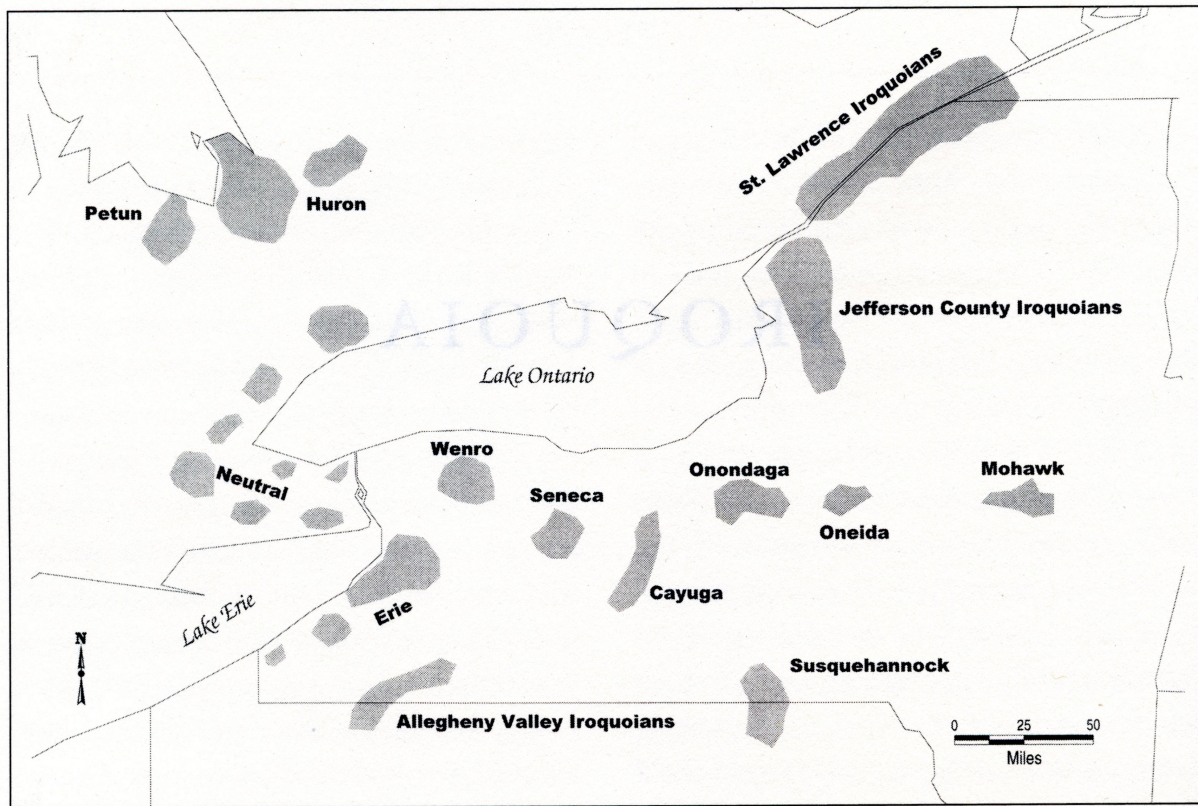 St. Lawrence Iroquoians
Petun
Huron
Jefferson County Iroquoians
IROQUOIA
Lake Ontario
Wenro
Onondaga
Mohawk
Neutral
Seneca
Oneida
Cayuga
Lake Erie
Erie
N
Susquehannock
Allegheny Valley Iroquoians
0 25 50
Miles